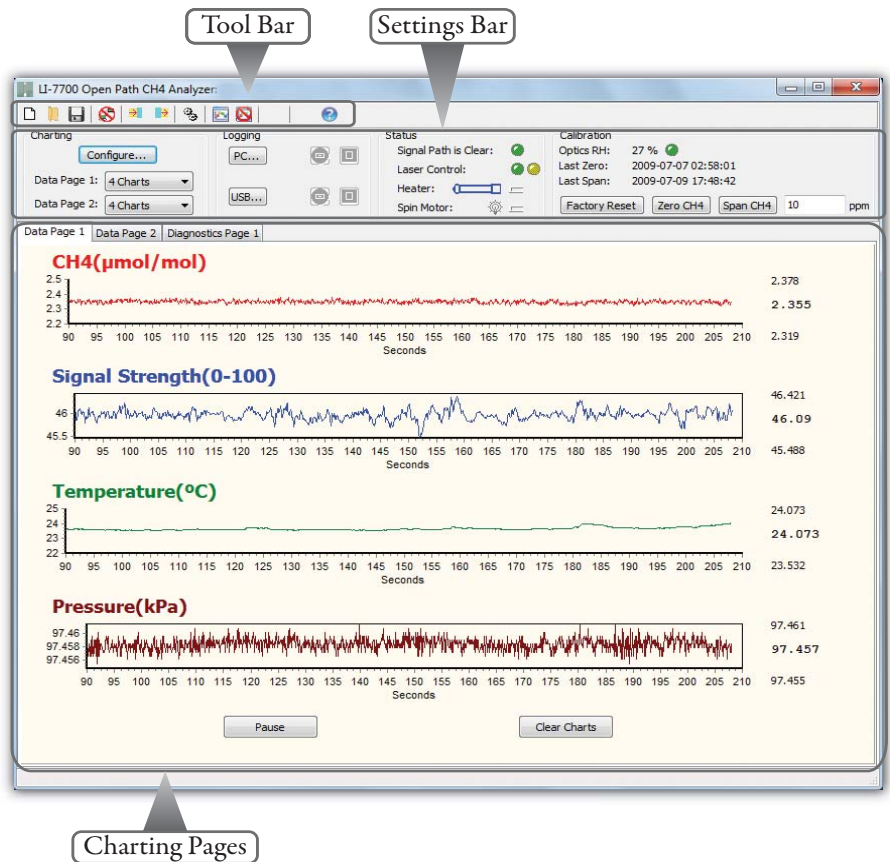 Tool Bar
Settings Bar
LI-7700 Open Path CH4 Analyzer:
Charting
Configure...
Data Page 1: 4 Charts
Data Page 2: 4 Charts
Logging
PC...
USB...
Status
Signal Path is Clear:
Laser Control:
Heater:
Spin Motor:
Calibration
Optics RH: 27 %
Last Zero: 2009-07-07 02:58:01
Last Span: 2009-07-09 17:48:42
Factory Reset Zero CH4 Span CH4 10 ppm
Data Page 1 Data Page 2 Diagnostics Page 1
CH4(µmol/mol)
2.5
2.4
2.3
2.2
90 95 100 105 110 115 120 125 130 135 140 145 150 155 160 165 170 175 180 185 190 195 200 205 210
Seconds
2.378
2.355
2.319
Signal Strength(0-100)
46
45.5
90 95 100 105 110 115 120 125 130 135 140 145 150 155 160 165 170 175 180 185 190 195 200 205 210
Seconds
46.421
46.09
45.488
Temperature(ºC)
25
24
23
22
90 95 100 105 110 115 120 125 130 135 140 145 150 155 160 165 170 175 180 185 190 195 200 205 210
Seconds
24.073
24.073
23.532
Pressure(kPa)
97.46
97.458
97.456
90 95 100 105 110 115 120 125 130 135 140 145 150 155 160 165 170 175 180 185 190 195 200 205 210
Seconds
97.461
97.457
97.455
Pause
Clear Charts
Charting Pages